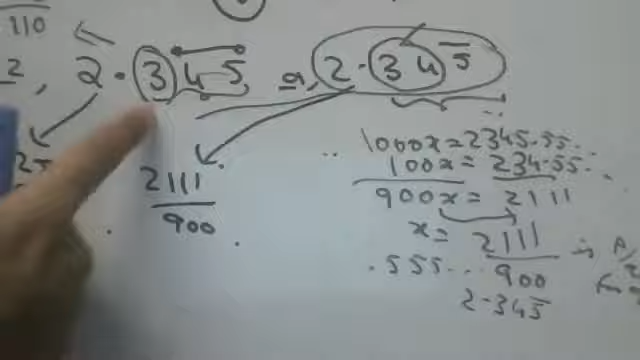 110
2, 2.345 a, 2.345̅
25
2111
900
1000x=2345.55..
100x= 234.55...
900x= 2111
x= 2111
900
.555...
2.345̅